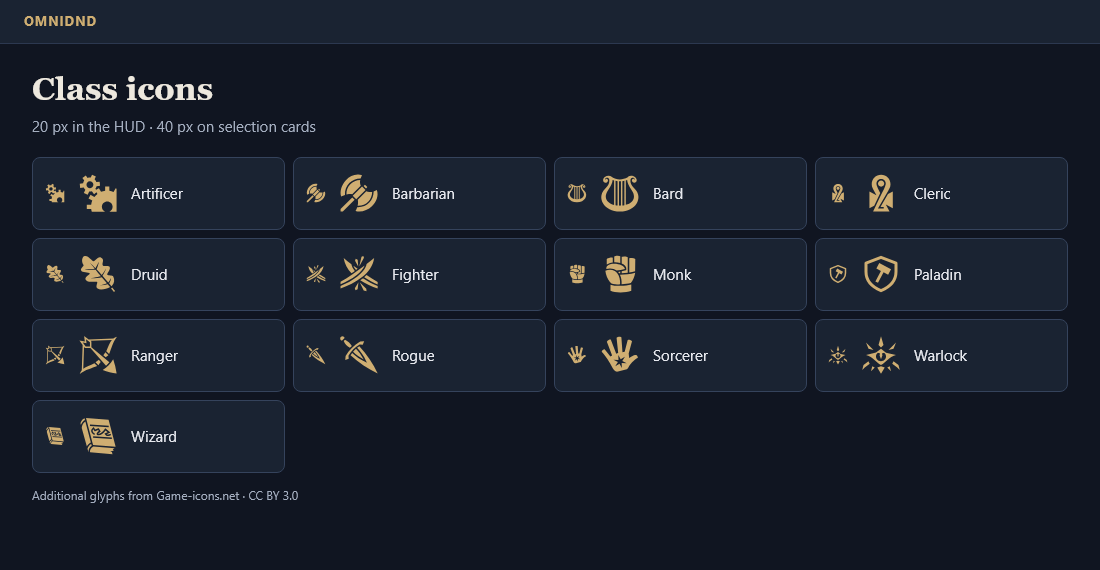 OMNIDND
Class icons
20 px in the HUD · 40 px on selection cards
Artificer
Barbarian
Bard
Cleric
Druid
Fighter
Monk
Paladin
Ranger
Rogue
Sorcerer
Warlock
Wizard
Additional glyphs from Game-icons.net · CC BY 3.0